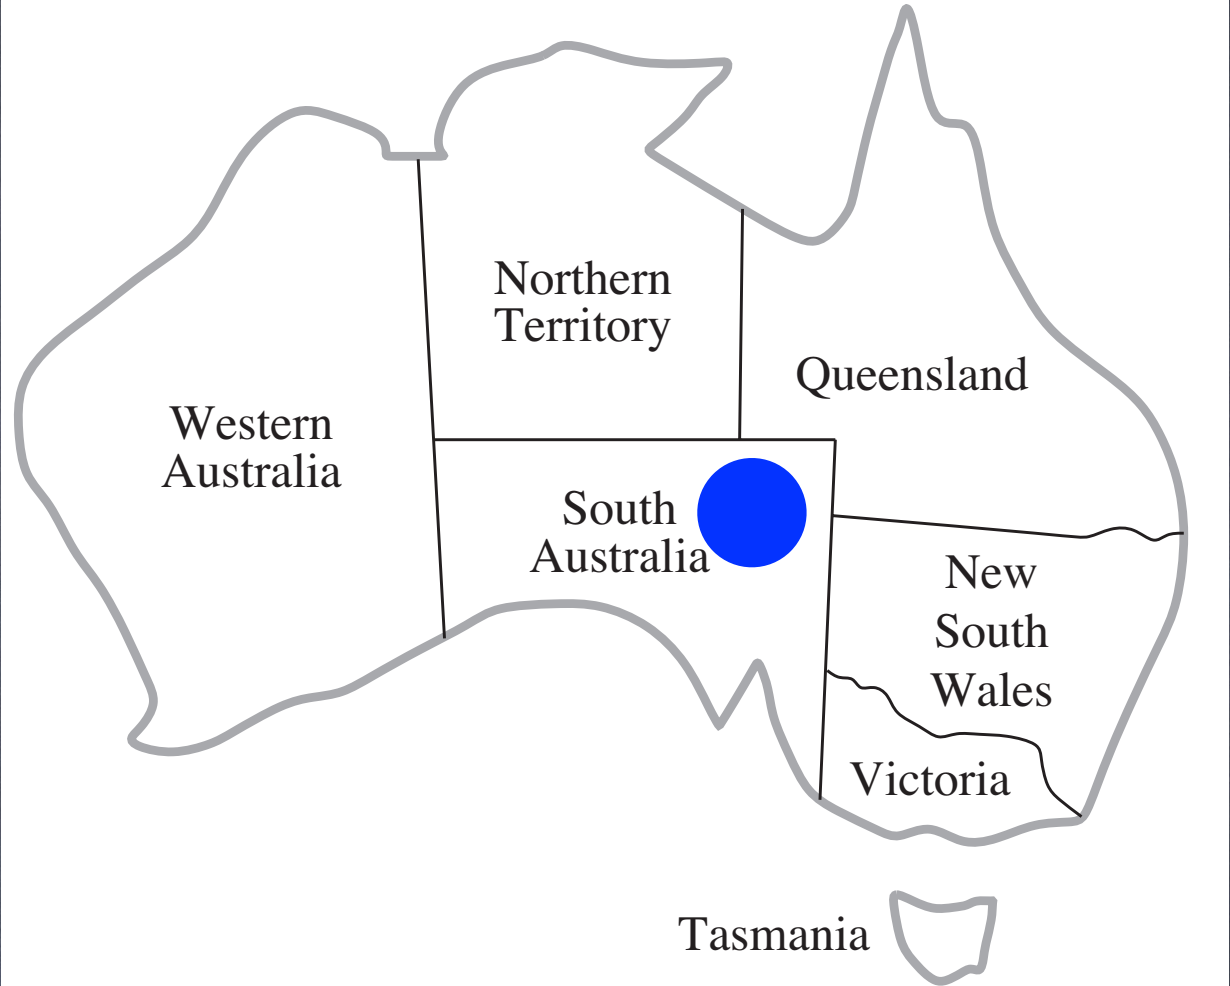 Northern
Territory
Queensland
Western
Australia
South
Australia
New
South
Wales
Victoria
Tasmania